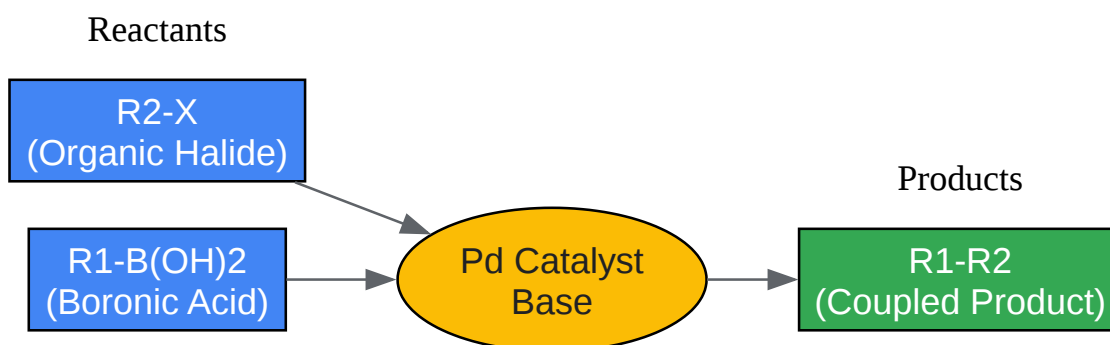 Reactants
R2-X
(Organic Halide)
R1-B(OH)2
(Boronic Acid)
Pd Catalyst
Base
Products
R1-R2
(Coupled Product)